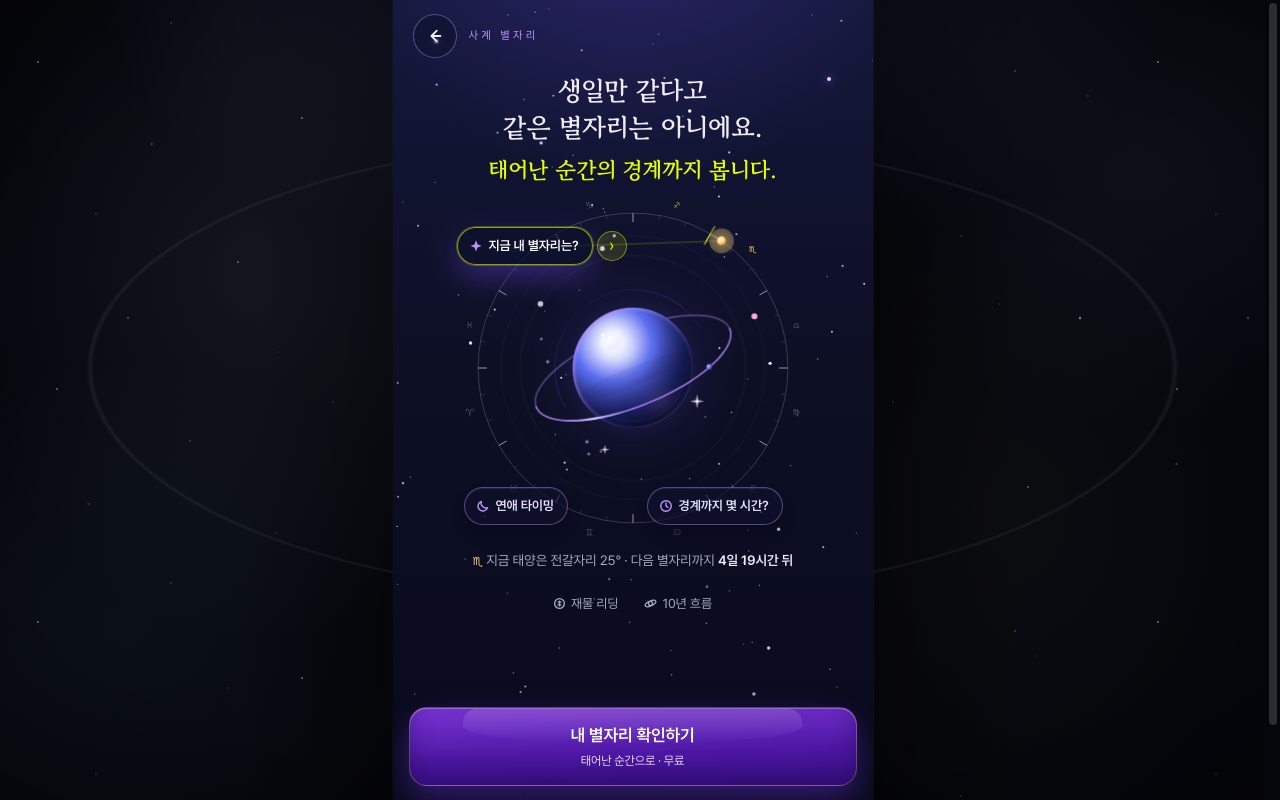 사계 별자리
생일만 같다고
같은 별자리는 아니에요.
태어난 순간의 경계까지 봅니다.
♑ ♐
지금 내 별자리는? ›
♏
♓ ♎
♈ ♍
♉ ♌
연애 타이밍 경계까지 몇 시간?
♊ ♋
♏ 지금 태양은 전갈자리 25° · 다음 별자리까지 4일 19시간 뒤
재물 리딩 10년 흐름
내 별자리 확인하기
태어난 순간으로 · 무료